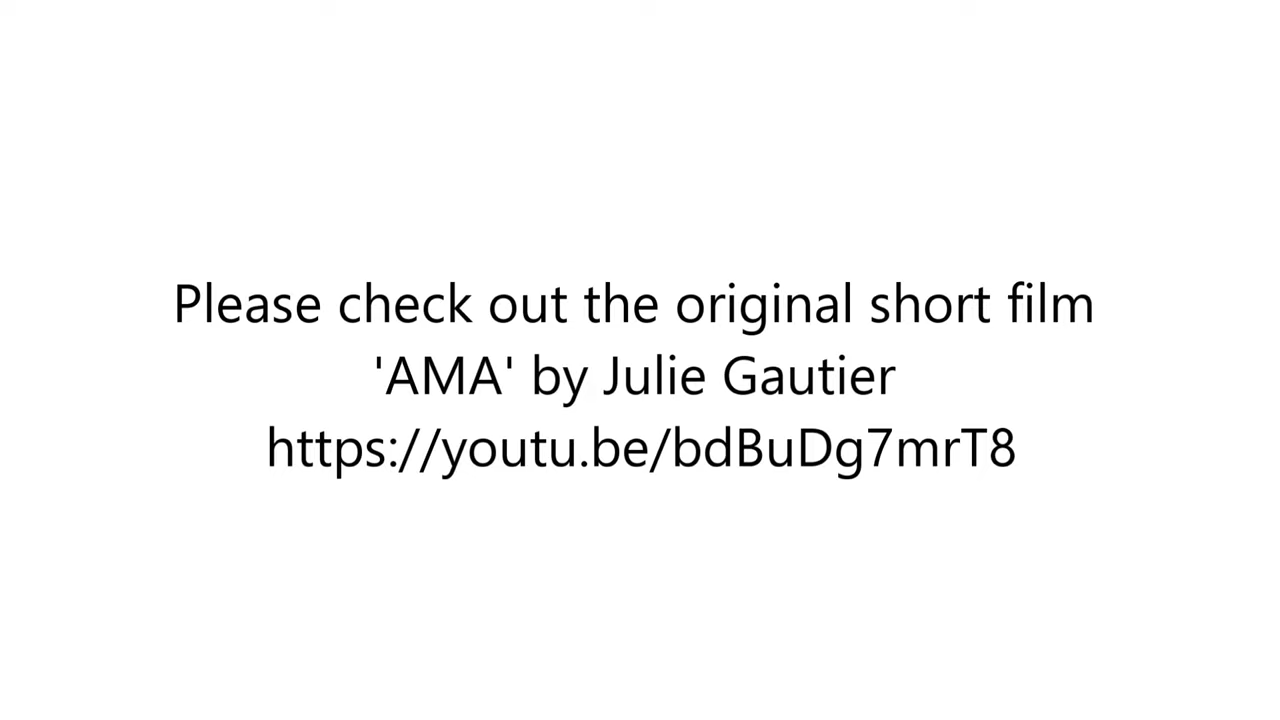 Please check out the original short film
'AMA' by Julie Gautier
https://youtu.be/bdBuDg7mrT8